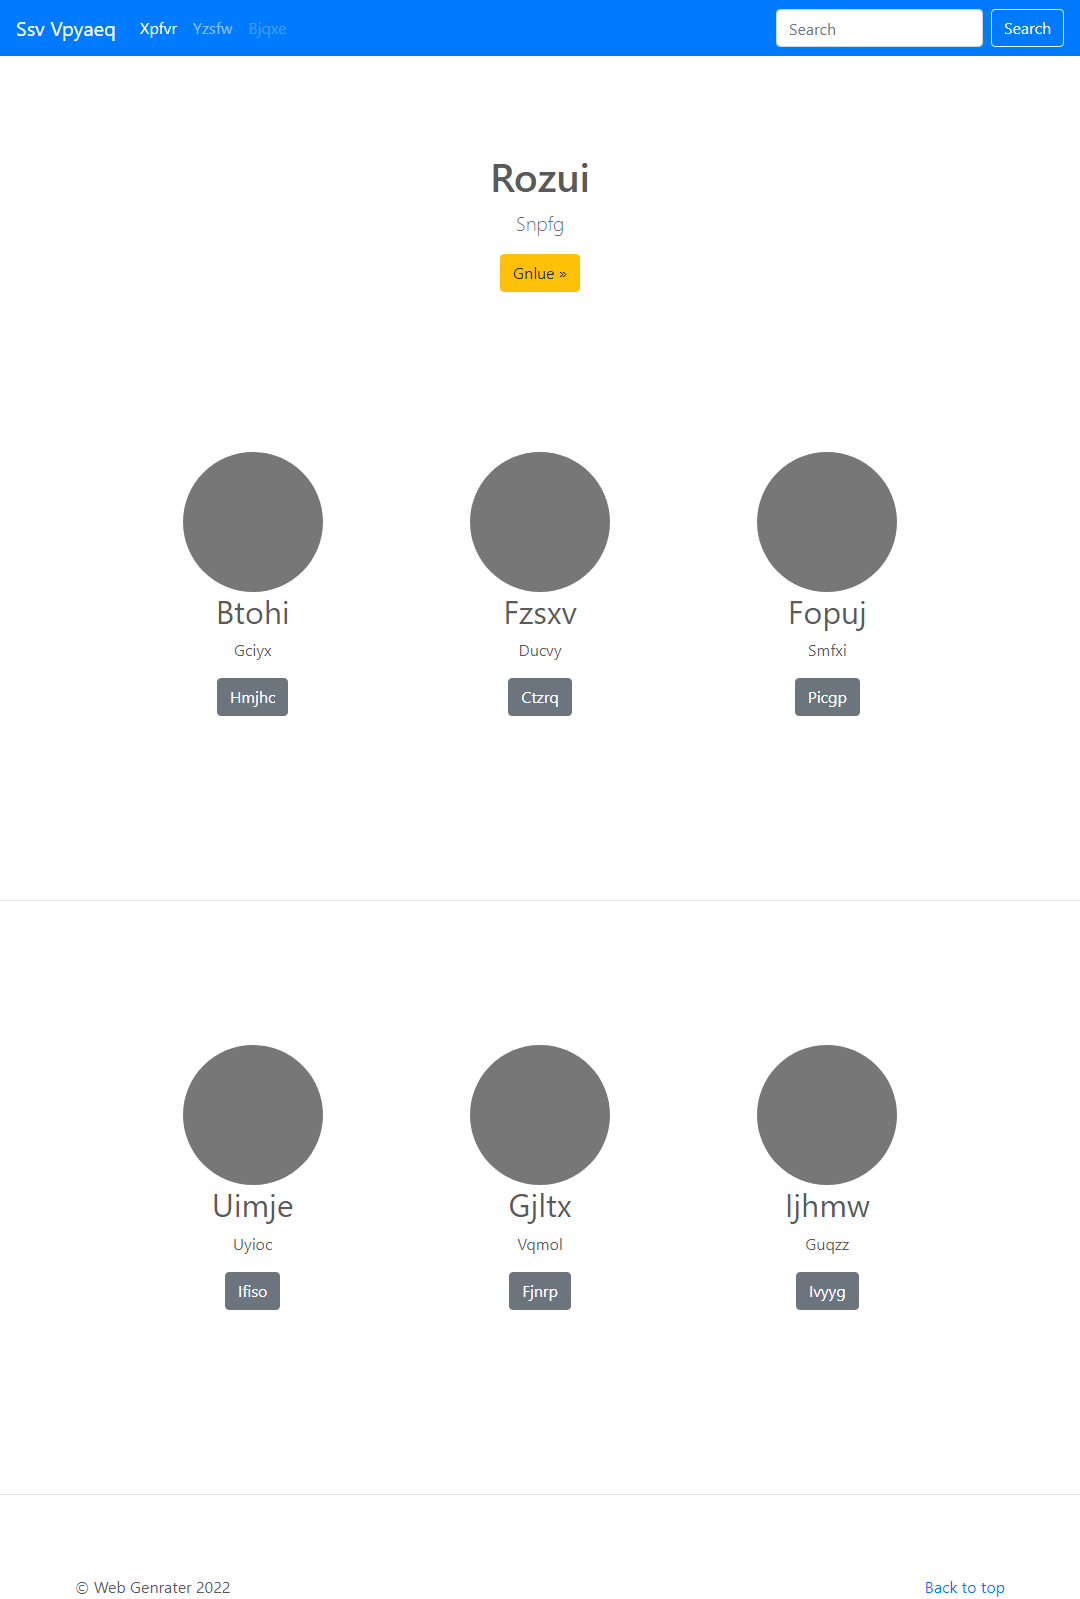 Ssv Vpyaeq Xpfvr Yzsfw Bjqxe Search Search
Rozui
Snpfg
Gnlue »
Btohi Fzsxv Fopuj
Gciyx Ducvy Smfxi
Hmjhc Ctzrq Picgp
Uimje Gjltx Ijhmw
Uyioc Vqmol Guqzz
Ifiso Fjnrp Ivyyg
© Web Genrater 2022 Back to top